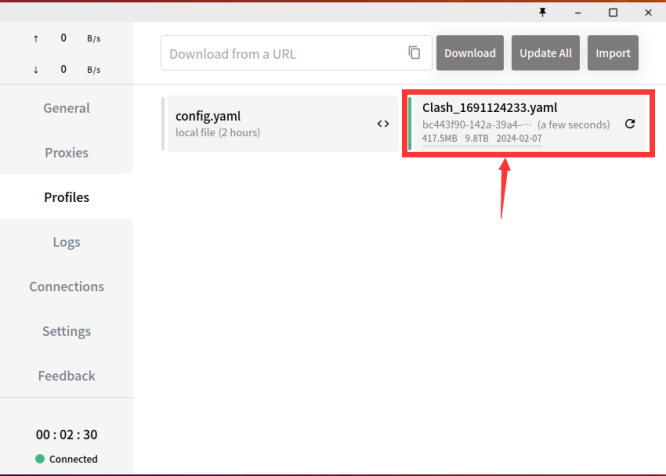 ↑ 0 B/s
↓ 0 B/s
Download from a URL
Download
Update All
Import
General
Proxies
Profiles
Logs
Connections
Settings
Feedback
config.yaml
local file (2 hours)
<>
Clash_1691124233.yaml
bc443f90-142a-39a4-··· (a few seconds)
417.5MB 9.8TB 2024-02-07
00 : 02 : 30
Connected